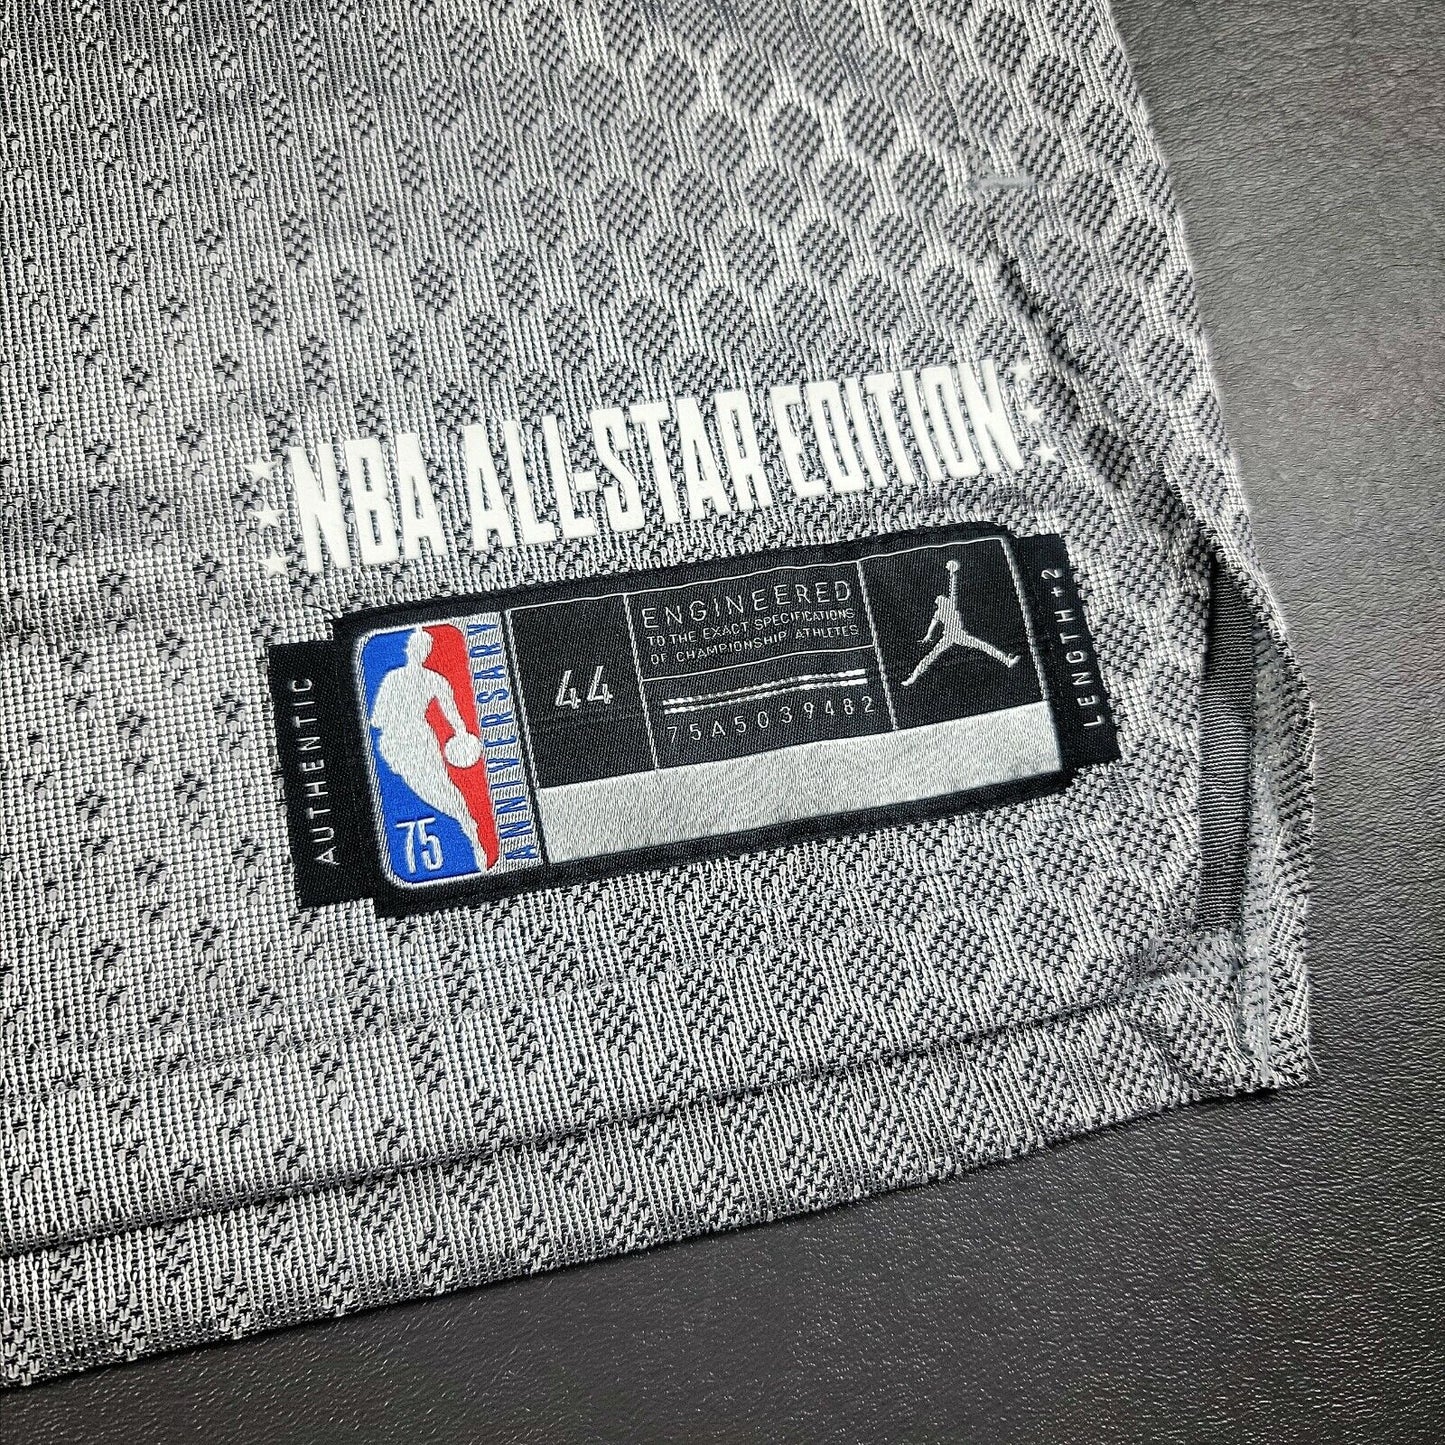 NBA ALL-STAR EDITION
AUTHENTIC
75
ANNIVERSARY
44
ENGINEERED
TO THE EXACT SPECIFICATIONS
OF CHAMPIONSHIP ATHLETES
75A5039482
LENGTH +2